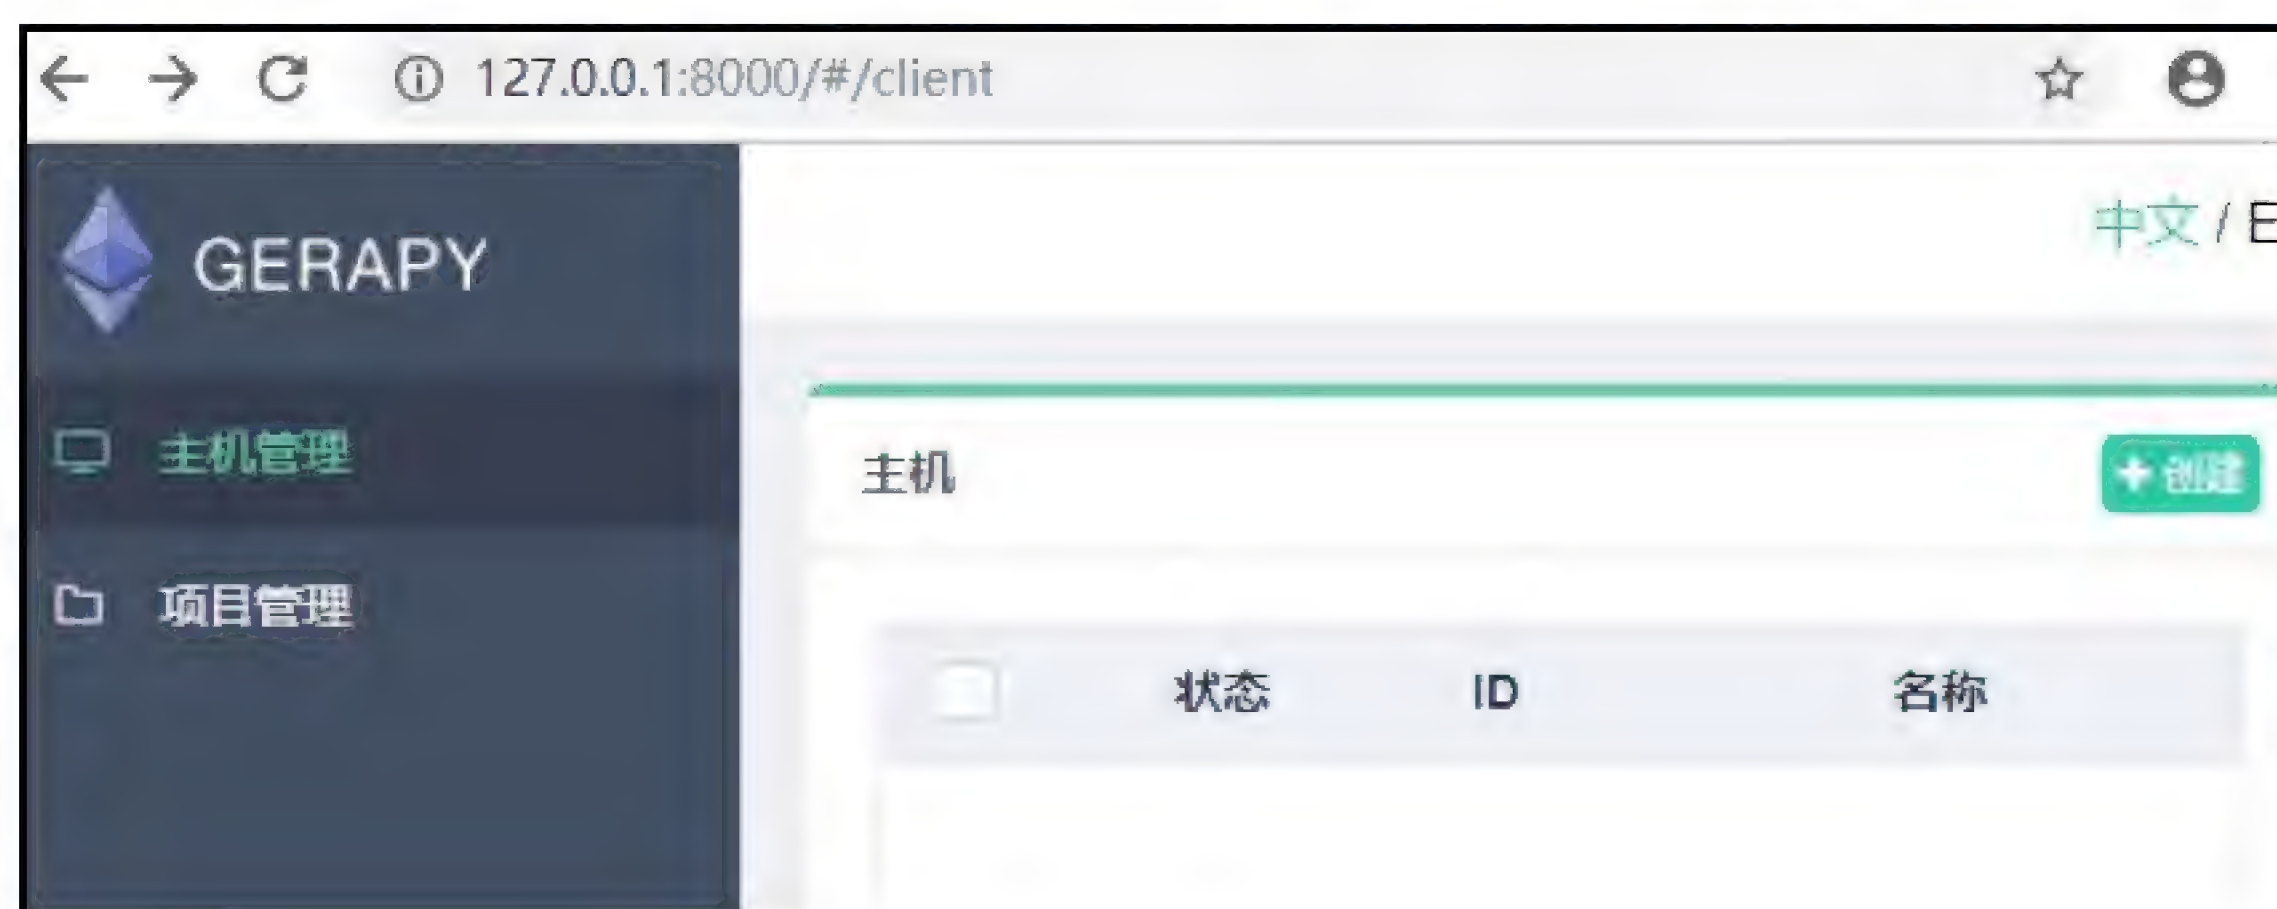 127.0.0.1:8000/#/client
GERAPY
中文 / E
主机管理
主机
+ 创建
项目管理
状态 ID 名称